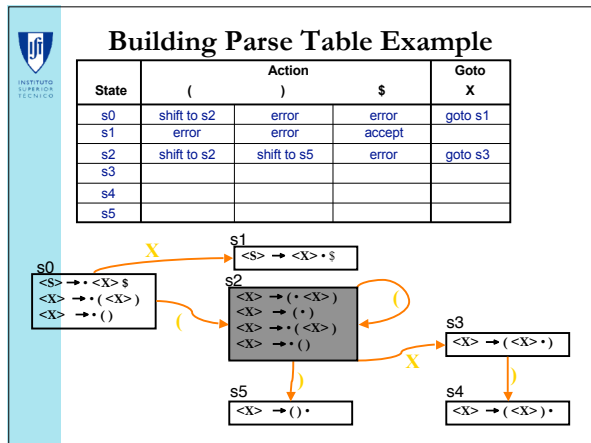 INSTITUTO
SUPERIOR
TÉCNICO
Building Parse Table Example
Action Goto
State ( ) $ X
s0 shift to s2 error error goto s1
s1 error error accept
s2 shift to s2 shift to s5 error goto s3
s3
s4
s5
s1
X
<S> → <X> • $
s0
<S> → • <X> $
<X> → • ( <X> )
<X> → • ( )
(
s2
<X> → ( • <X> )
<X> → ( • )
<X> → • ( <X> )
<X> → • ( )
(
X
s3
<X> → ( <X> • )
)
)
s5
<X> → ( ) •
s4
<X> → ( <X> ) •